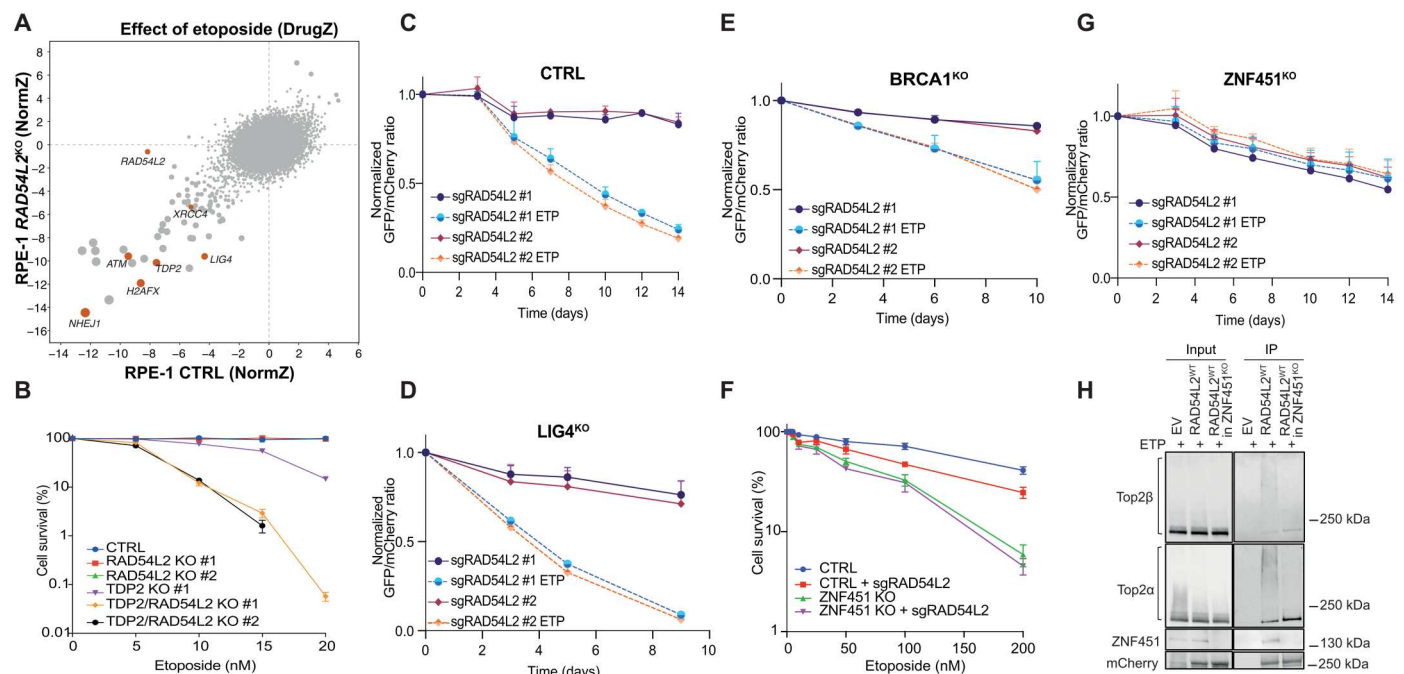 A
Effect of etoposide (DrugZ)
RPE-1 RAD54L2ᴷᴼ (NormZ)
8
6
4
2
0
−2
−4
−6
−8
−10
−12
−14
−16
RAD54L2
XRCC4
ATM
TDP2
LIG4
H2AFX
NHEJ1
−14 −12 −10 −8 −6 −4 −2 0 2 4 6
RPE-1 CTRL (NormZ)
C
CTRL
Normalized
GFP/mCherry ratio
1.0
0.5
0.0
sgRAD54L2 #1
sgRAD54L2 #1 ETP
sgRAD54L2 #2
sgRAD54L2 #2 ETP
0 2 4 6 8 10 12 14
Time (days)
E
BRCA1ᴷᴼ
Normalized
GFP/mCherry ratio
1.0
0.5
0.0
sgRAD54L2 #1
sgRAD54L2 #1 ETP
sgRAD54L2 #2
sgRAD54L2 #2 ETP
0 2 4 6 8 10
Time (days)
G
ZNF451ᴷᴼ
Normalized
GFP/mCherry ratio
1.0
0.5
0.0
sgRAD54L2 #1
sgRAD54L2 #1 ETP
sgRAD54L2 #2
sgRAD54L2 #2 ETP
0 2 4 6 8 10 12 14
Time (days)
B
Cell survival (%)
100
10
1
0.1
0.01
CTRL
RAD54L2 KO #1
RAD54L2 KO #2
TDP2 KO #1
TDP2/RAD54L2 KO #1
TDP2/RAD54L2 KO #2
0 5 10 15 20
Etoposide (nM)
D
LIG4ᴷᴼ
Normalized
GFP/mCherry ratio
1.0
0.5
0.0
sgRAD54L2 #1
sgRAD54L2 #1 ETP
sgRAD54L2 #2
sgRAD54L2 #2 ETP
0 2 4 6 8 10
Time (days)
F
Cell survival (%)
100
10
1
CTRL
CTRL + sgRAD54L2
ZNF451 KO
ZNF451 KO + sgRAD54L2
0 50 100 150 200
Etoposide (nM)
H
Input IP
EV
RAD54L2ᵂᵀ
RAD54L2ᵂᵀ
in ZNF451ᴷᴼ
EV
RAD54L2ᵂᵀ
RAD54L2ᵂᵀ
in ZNF451ᴷᴼ
ETP + + + + + +
Top2β
250 kDa
Top2α
250 kDa
ZNF451 130 kDa
mCherry 250 kDa